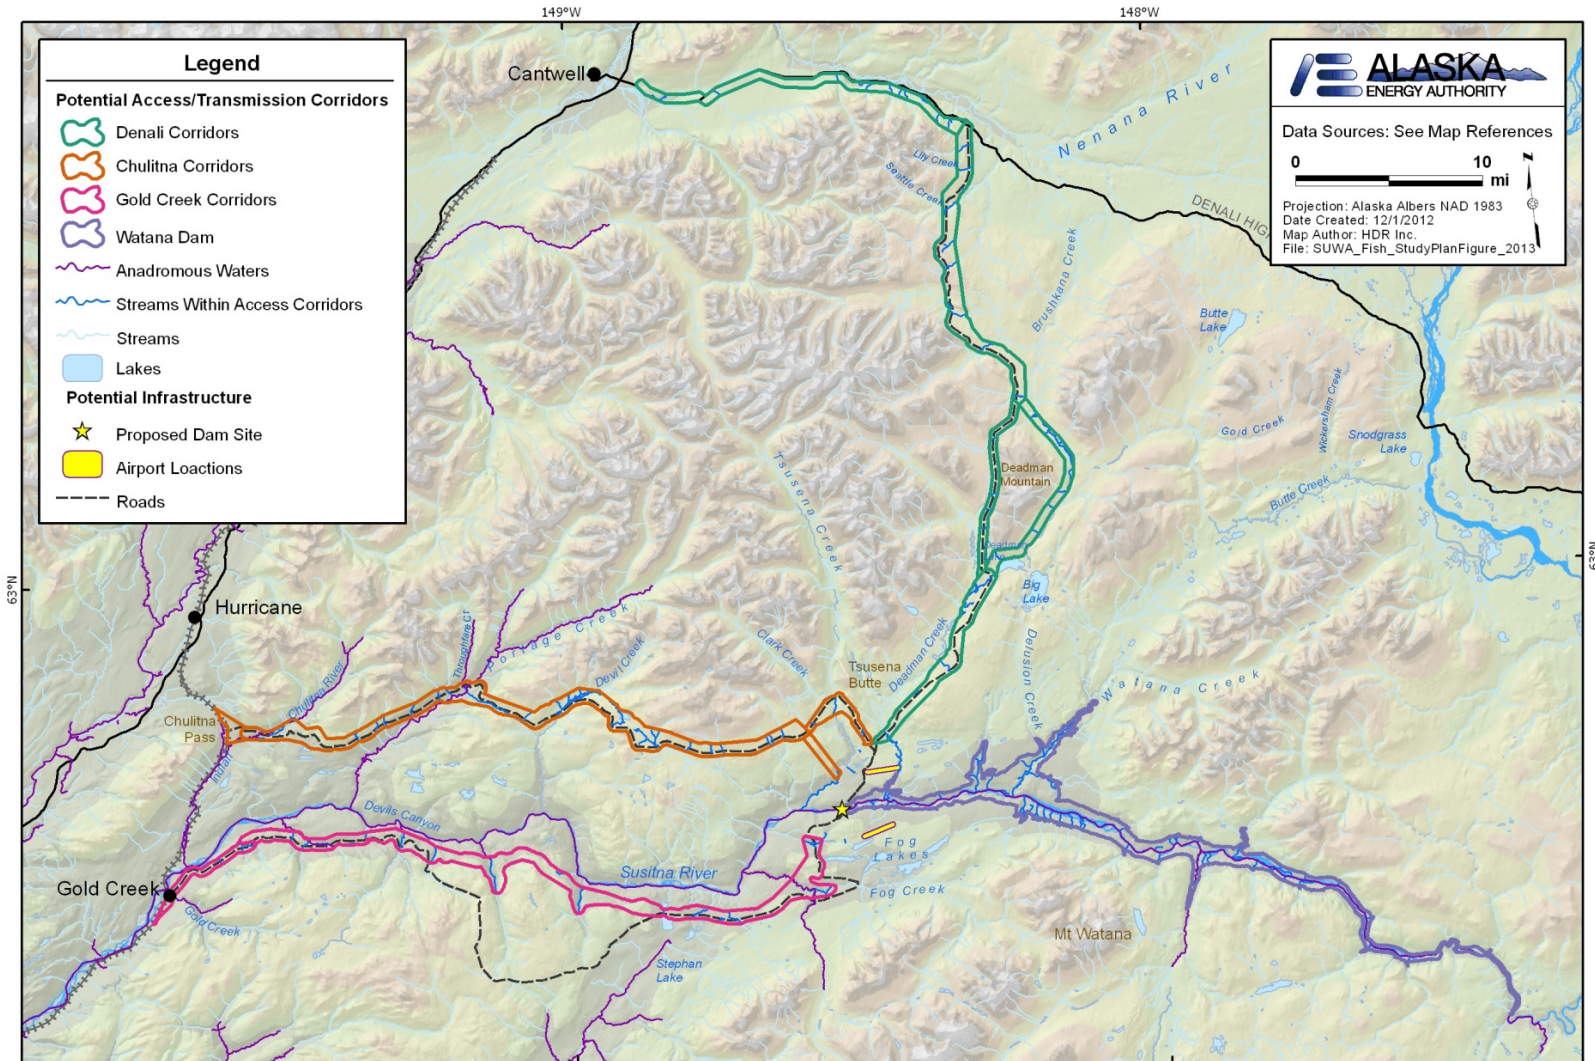 149°W
148°W
Legend
Potential Access/Transmission Corridors
Denali Corridors
Chulitna Corridors
Gold Creek Corridors
Watana Dam
Anadromous Waters
Streams Within Access Corridors
Streams
Lakes
Potential Infrastructure
Proposed Dam Site
Airport Loactions
Roads
ALASKA
ENERGY AUTHORITY
Data Sources: See Map References
0 10
mi
N
Projection: Alaska Albers NAD 1983
Date Created: 12/1/2012
Map Author: HDR Inc.
File: SUWA_Fish_StudyPlanFigure_2013
Cantwell
Nenana River
Lily Creek
Seattle Creek
DENALI HIG
Brushkana Creek
Butte
Lake
Wickersham Creek
Gold Creek
Snodgrass
Lake
Deadman
Mountain
Tsusena Creek
Butte Creek
Deadman
63°N
63°N
Big
Lake
Hurricane
Portage Creek
Thoroughfare Cr
Devil Creek
Clark Creek
Deadman Creek
Delusion Creek
Tsusena
Butte
Watana Creek
Chulitna River
Chulitna
Pass
Indian
Devils Canyon
Fog
Lakes
Susitna River
Gold Creek
Fog Creek
Gold Creek
Mt Watana
Stephan
Lake